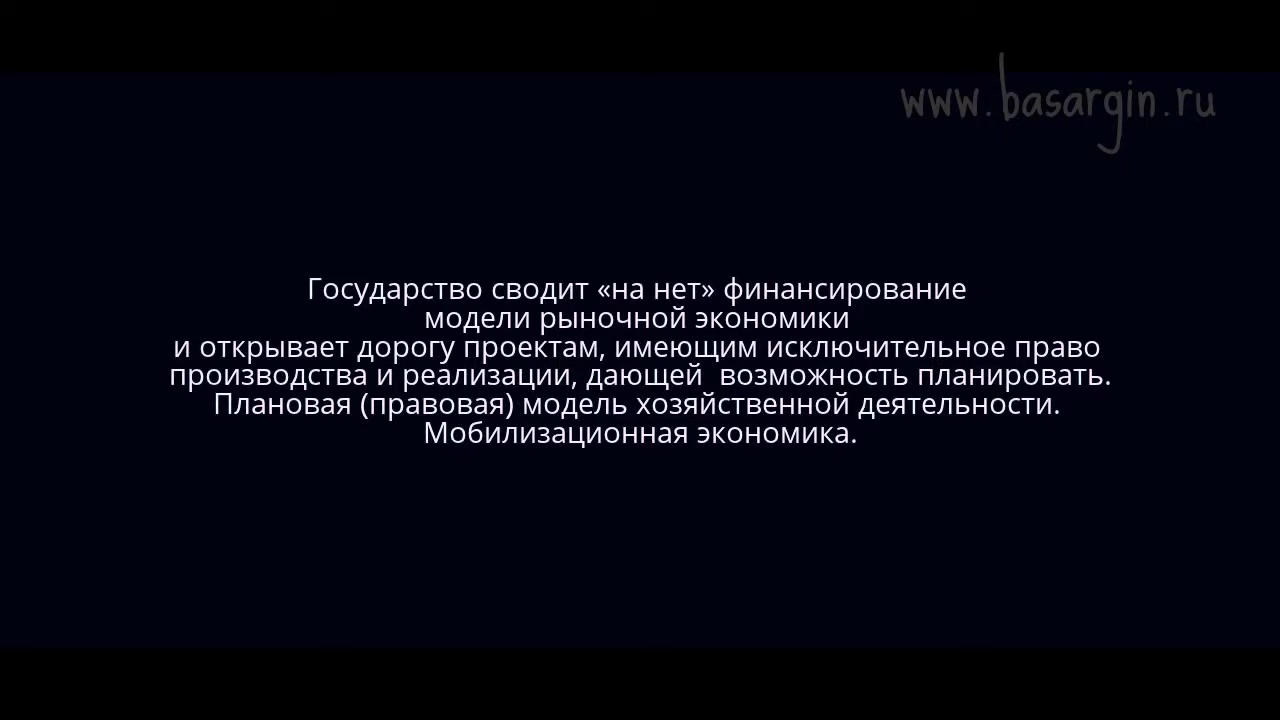 www.basargin.ru
Государство сводит «на нет» финансирование
модели рыночной экономики
и открывает дорогу проектам, имеющим исключительное право
производства и реализации, дающей  возможность планировать.
Плановая (правовая) модель хозяйственной деятельности.
Мобилизационная экономика.